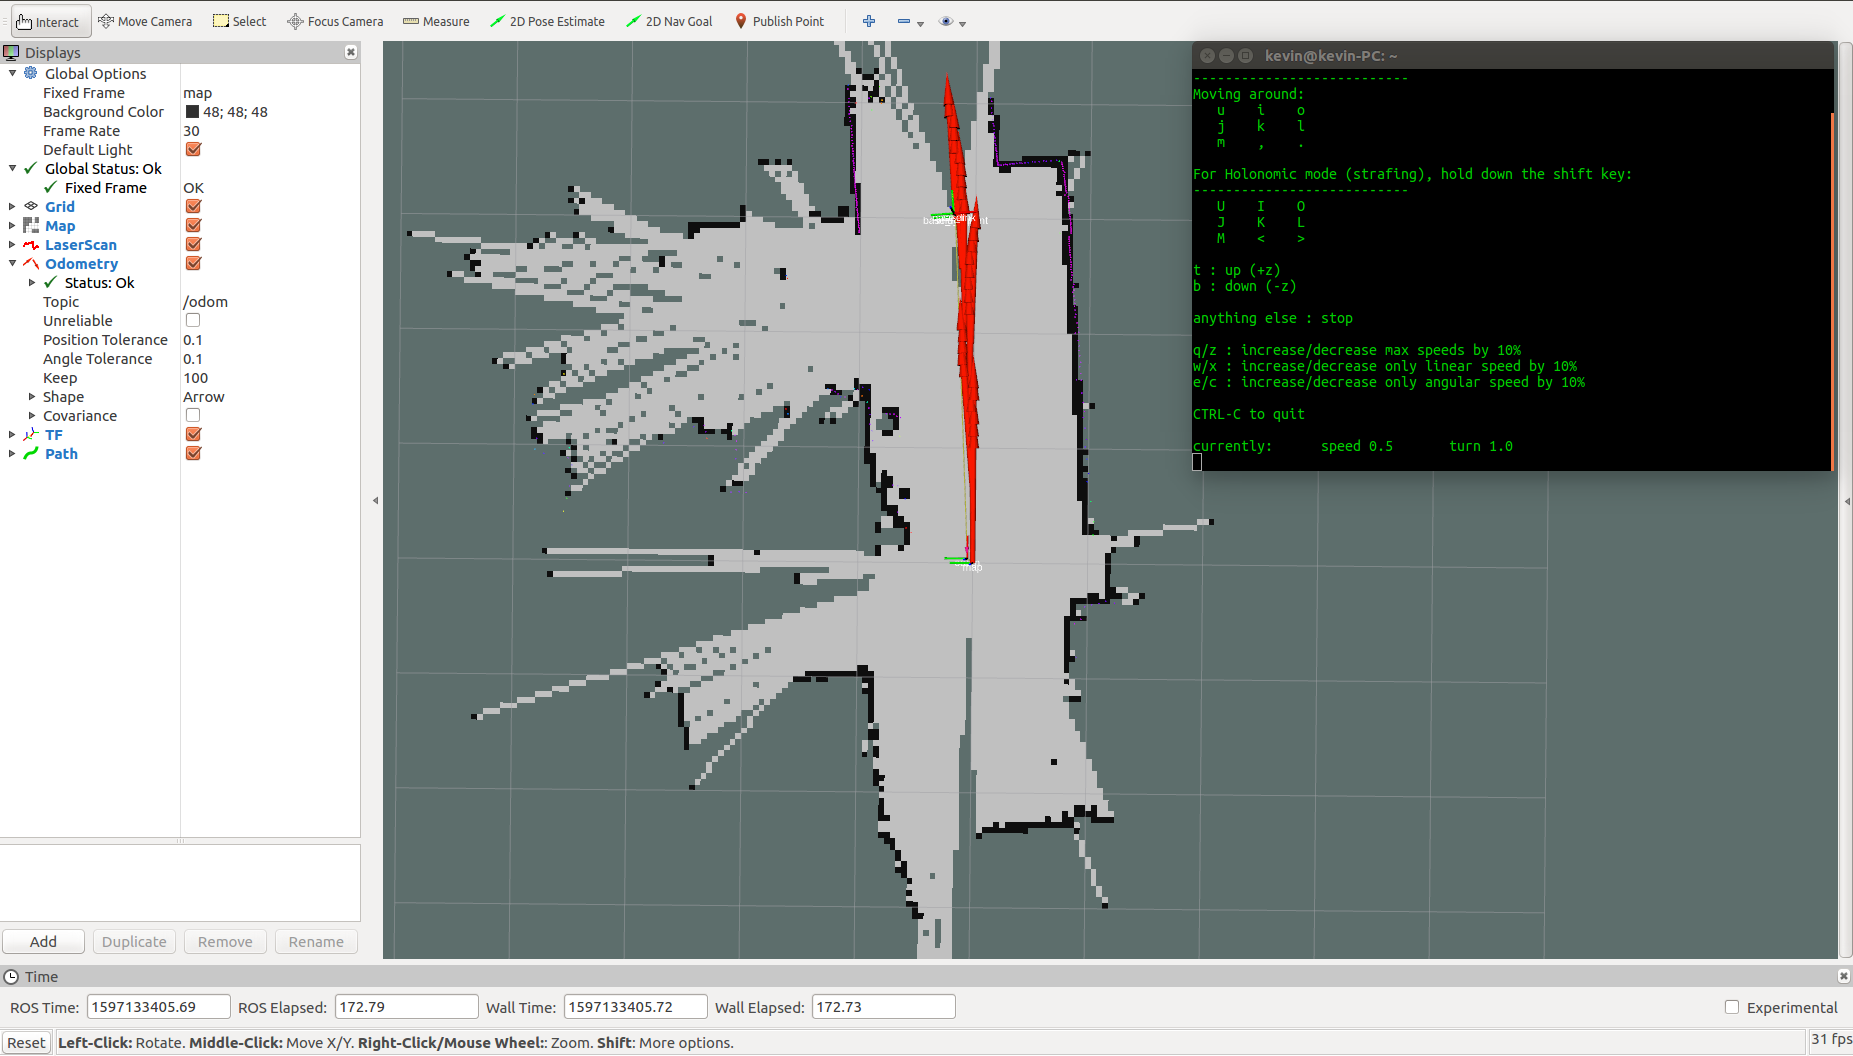 Interact Move Camera Select Focus Camera Measure 2D Pose Estimate 2D Nav Goal Publish Point
Displays
Global Options
Fixed Frame map
Background Color 48; 48; 48
Frame Rate 30
Default Light
Global Status: Ok
Fixed Frame OK
Grid
Map
LaserScan
Odometry
Status: Ok
Topic /odom
Unreliable
Position Tolerance 0.1
Angle Tolerance 0.1
Keep 100
Shape Arrow
Covariance
TF
Path
Add Duplicate Remove Rename
map
kevin@kevin-PC: ~
---------------------------
Moving around:
u i o
j k l
m , .
For Holonomic mode (strafing), hold down the shift key:
---------------------------
U I O
J K L
M < >
t : up (+z)
b : down (-z)
anything else : stop
q/z : increase/decrease max speeds by 10%
w/x : increase/decrease only linear speed by 10%
e/c : increase/decrease only angular speed by 10%
CTRL-C to quit
currently: speed 0.5 turn 1.0
Time
ROS Time: 1597133405.69 ROS Elapsed: 172.79 Wall Time: 1597133405.72 Wall Elapsed: 172.73 Experimental
Reset Left-Click: Rotate. Middle-Click: Move X/Y. Right-Click/Mouse Wheel:: Zoom. Shift: More options. 31 fps